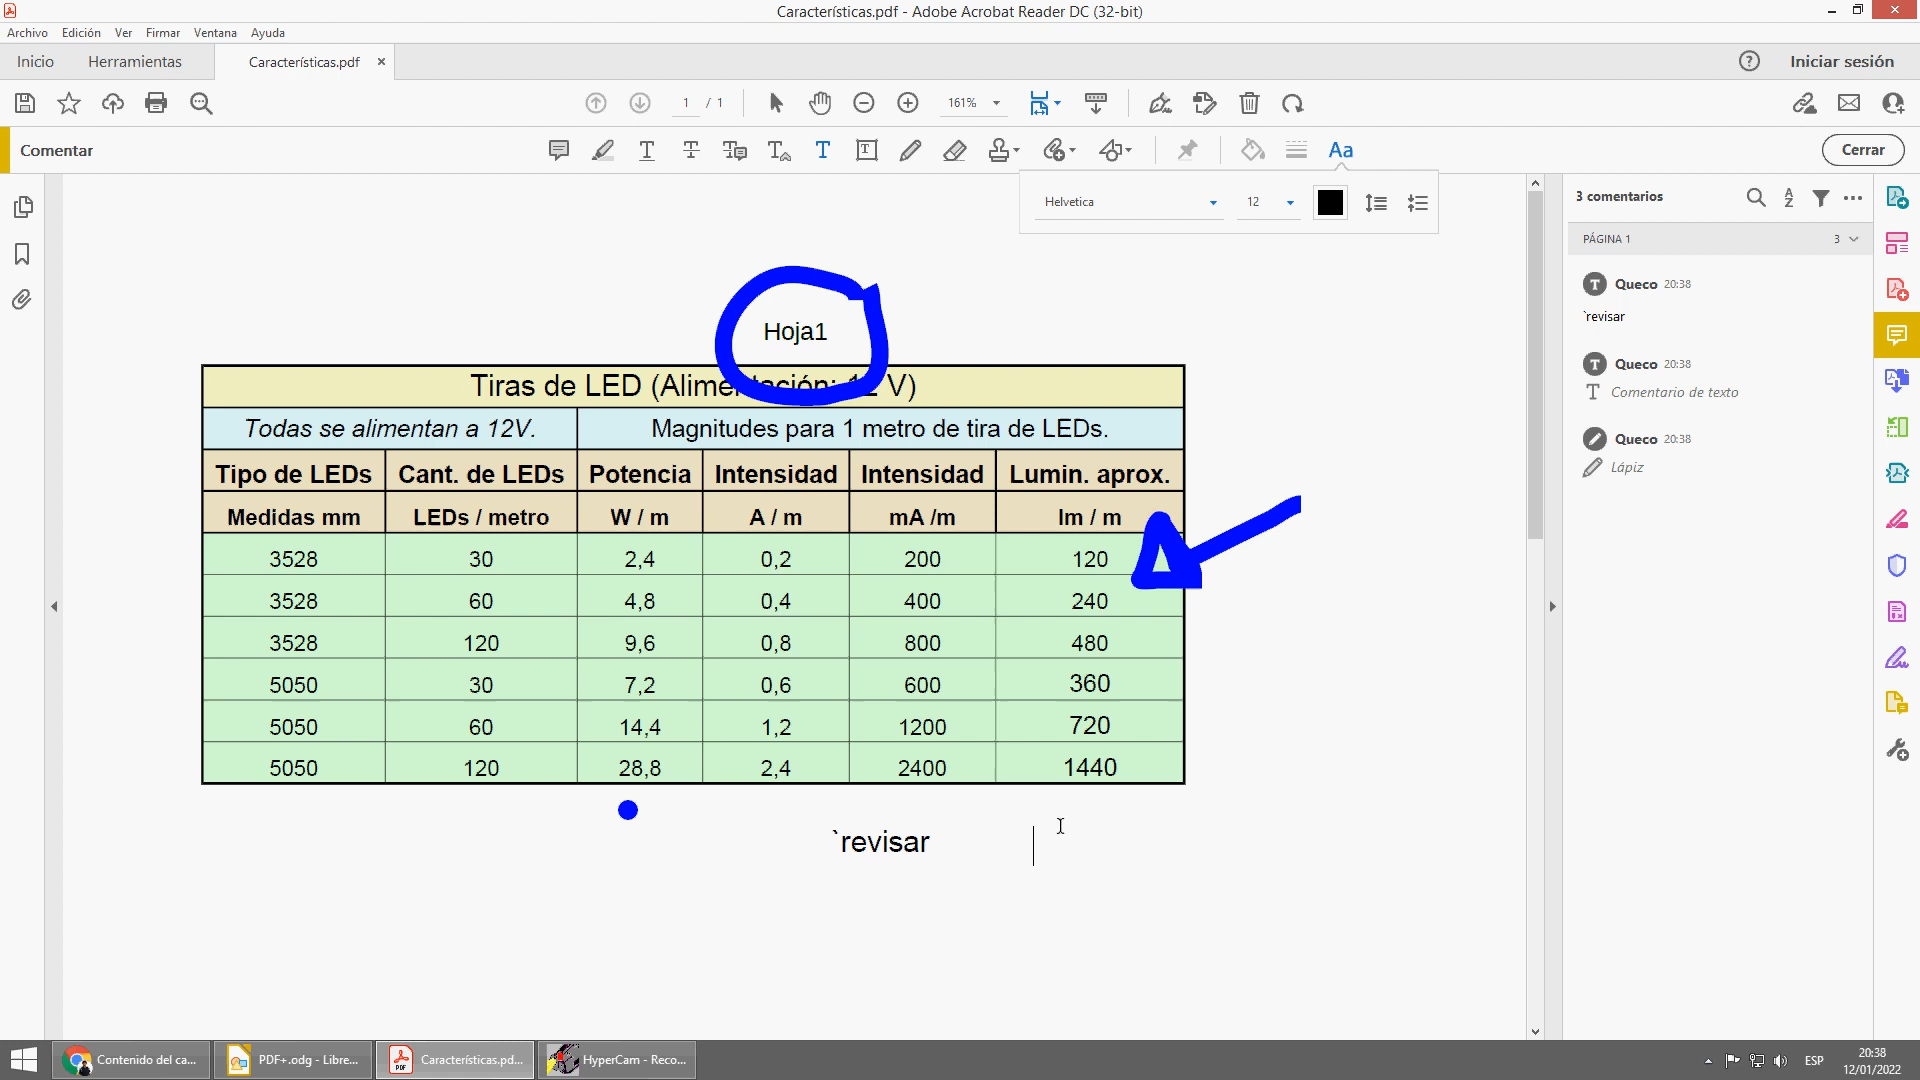 Características.pdf - Adobe Acrobat Reader DC (32-bit)
Archivo Edición Ver Firmar Ventana Ayuda
Inicio Herramientas Características.pdf × ? Iniciar sesión
1 / 1 161%
Comentar Aa Cerrar
Helvetica 12
3 comentarios
PÁGINA 1 3
Queco 20:38
`revisar
Queco 20:38
Comentario de texto
Queco 20:38
Lápiz
Hoja1
Tiras de LED (Alimentación: 12 V)
Todas se alimentan a 12V. Magnitudes para 1 metro de tira de LEDs.
Tipo de LEDs Cant. de LEDs Potencia Intensidad Intensidad Lumin. aprox.
Medidas mm LEDs / metro W / m A / m mA /m lm / m
3528 30 2,4 0,2 200 120
3528 60 4,8 0,4 400 240
3528 120 9,6 0,8 800 480
5050 30 7,2 0,6 600 360
5050 60 14,4 1,2 1200 720
5050 120 28,8 2,4 2400 1440
`revisar
Contenido del ca... PDF+.odg - Libre... Características.pd... HyperCam - Reco... ESP 20:38
12/01/2022